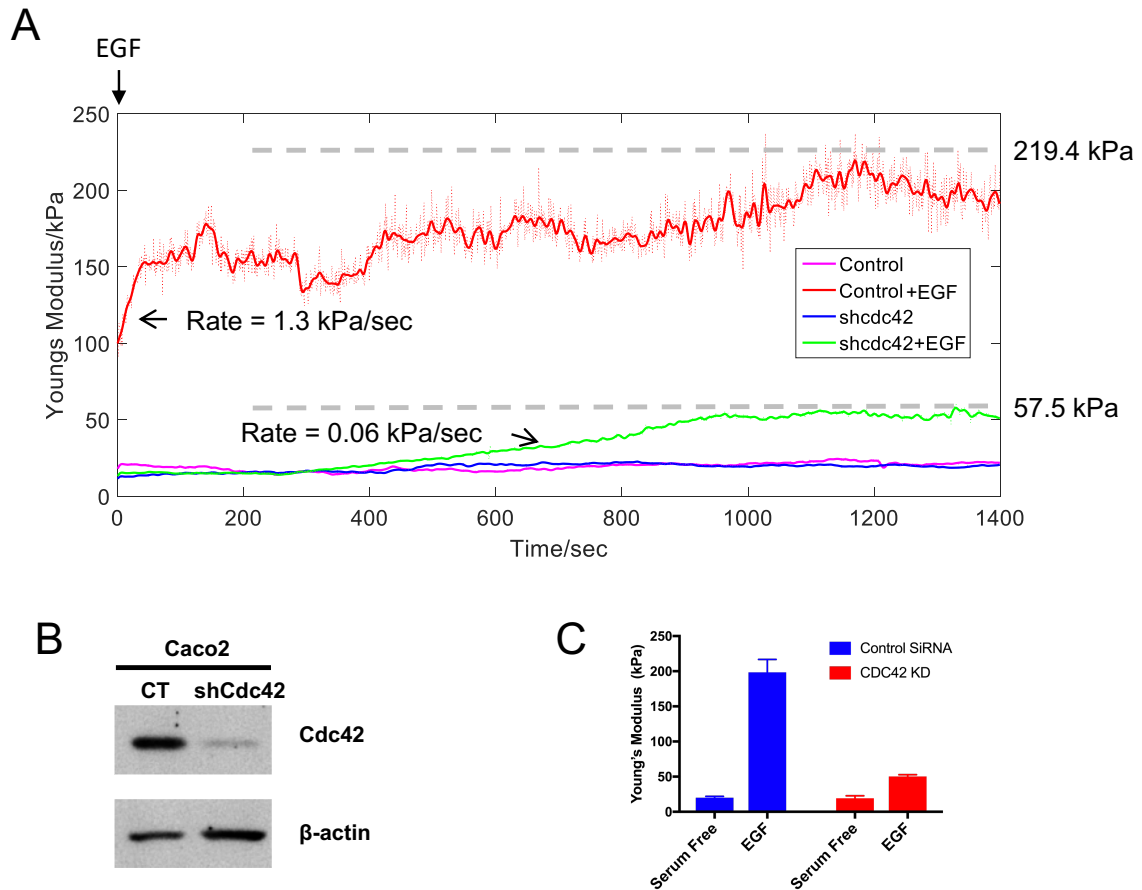 A
EGF
250
200
150
100
50
0
Youngs Modulus/kPa
0 200 400 600 800 1000 1200 1400
Time/sec
219.4 kPa
57.5 kPa
Rate = 1.3 kPa/sec
Rate = 0.06 kPa/sec
Control
Control+EGF
shcdc42
shcdc42+EGF
B
Caco2
CT shCdc42
Cdc42
β-actin
C
250
200
150
100
50
0
Young's Modulus (kPa)
Serum Free
EGF
Serum Free
EGF
Control SiRNA
CDC42 KD